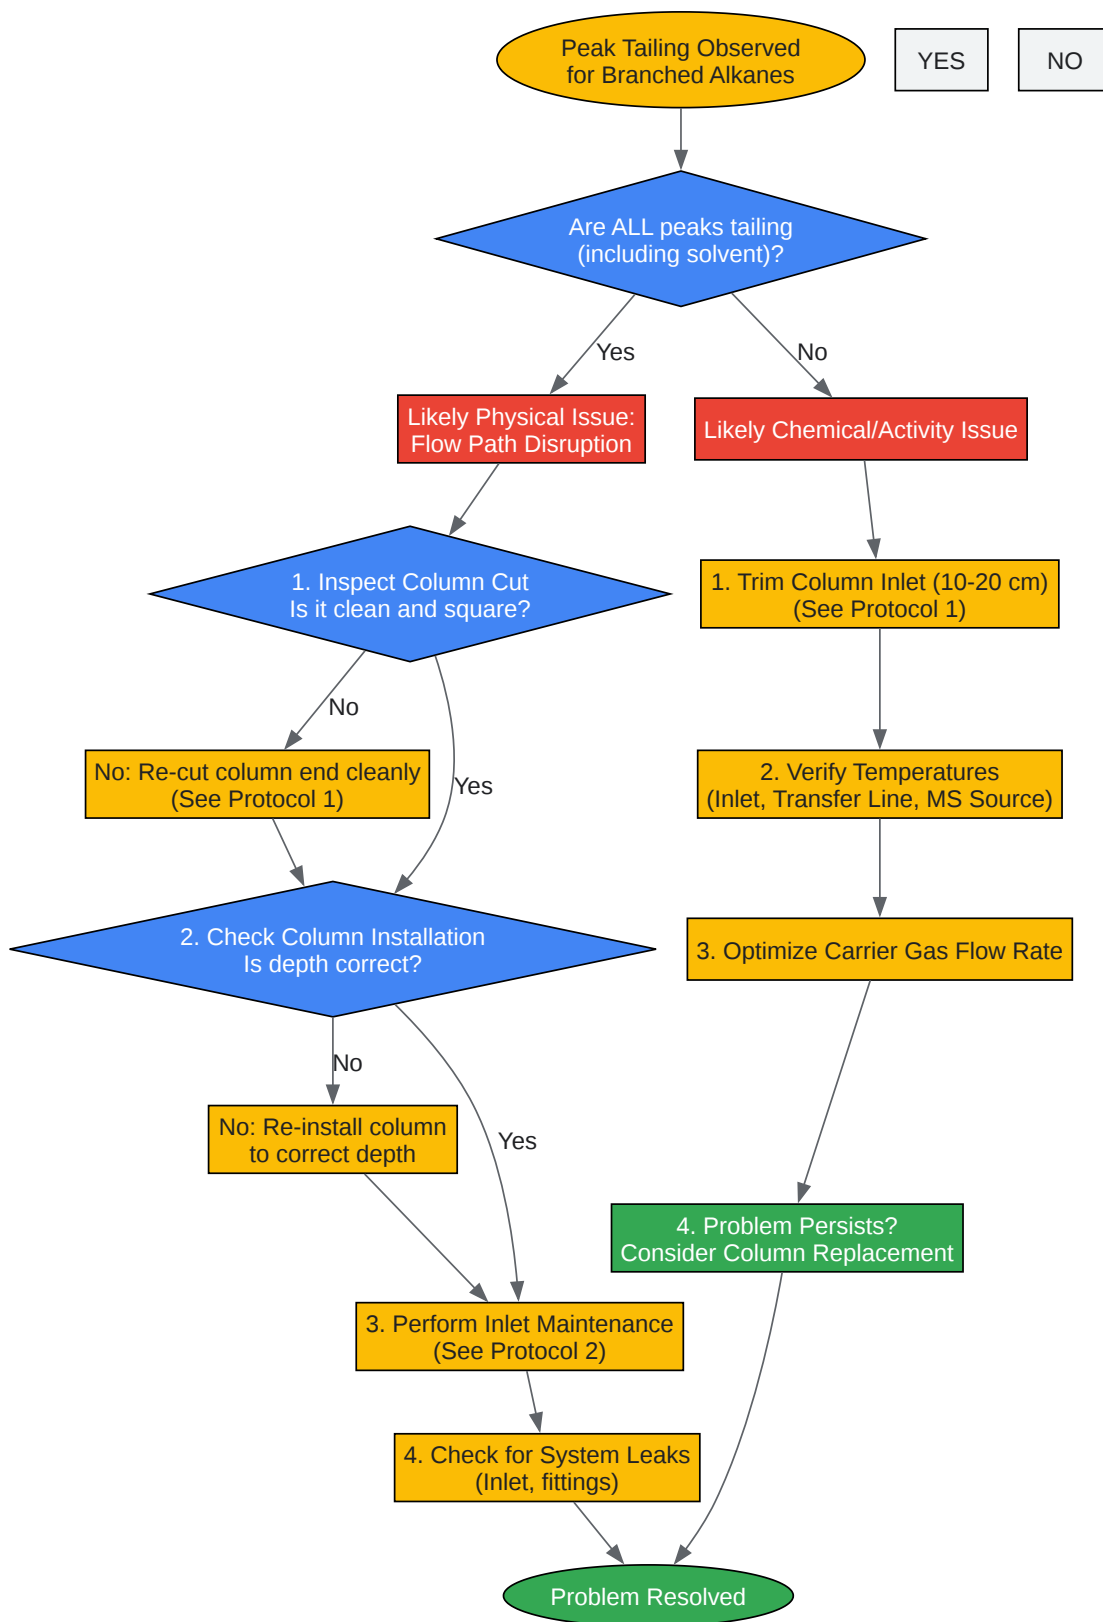 Peak Tailing Observed
for Branched Alkanes
YES
NO
Are ALL peaks tailing
(including solvent)?
Yes
No
Likely Physical Issue:
Flow Path Disruption
Likely Chemical/Activity Issue
1. Inspect Column Cut
Is it clean and square?
1. Trim Column Inlet (10-20 cm)
(See Protocol 1)
No
Yes
No: Re-cut column end cleanly
(See Protocol 1)
2. Verify Temperatures
(Inlet, Transfer Line, MS Source)
2. Check Column Installation
Is depth correct?
3. Optimize Carrier Gas Flow Rate
No
Yes
No: Re-install column
to correct depth
4. Problem Persists?
Consider Column Replacement
3. Perform Inlet Maintenance
(See Protocol 2)
4. Check for System Leaks
(Inlet, fittings)
Problem Resolved